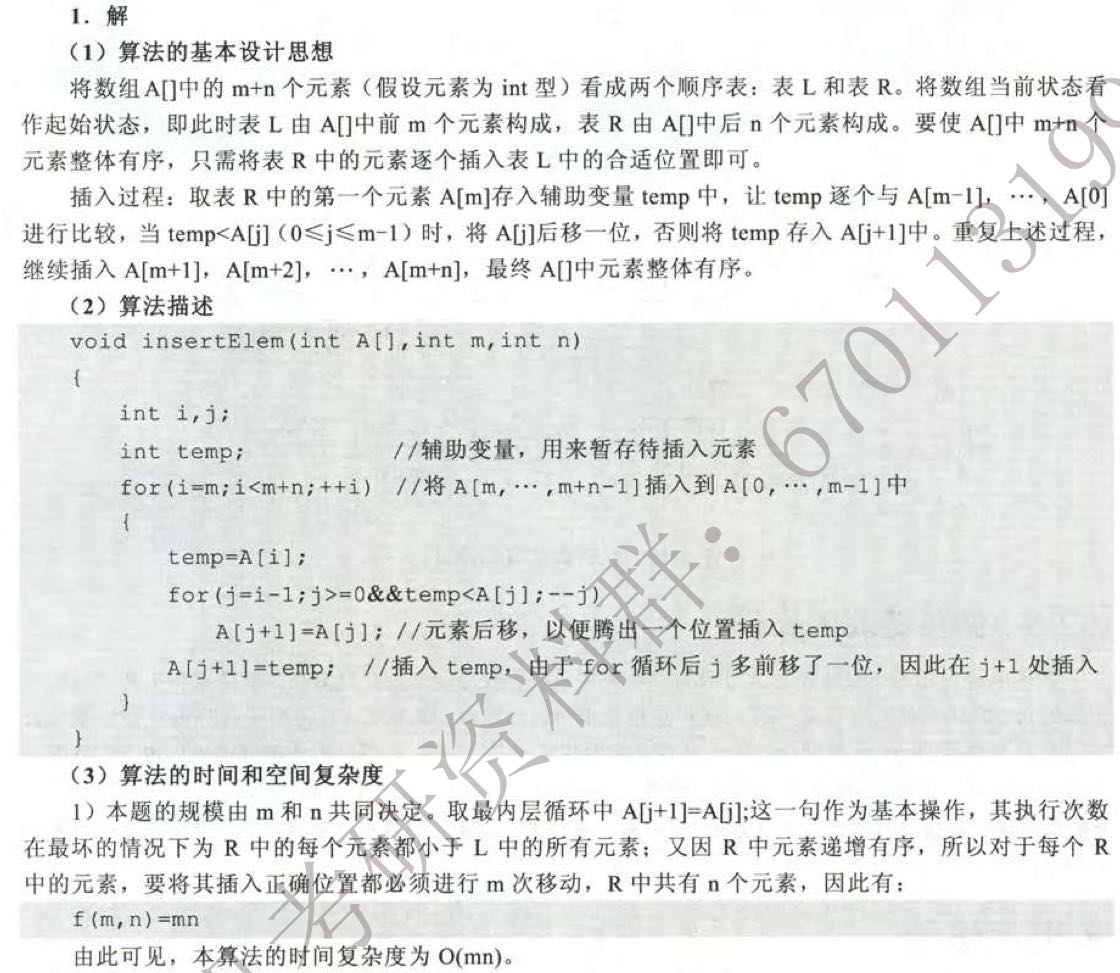 1．解
（1）算法的基本设计思想
将数组A[]中的 m+n 个元素（假设元素为 int 型）看成两个顺序表：表 L 和表 R。将数组当前状态看
作起始状态，即此时表 L 由 A[]中前 m 个元素构成，表 R 由 A[]中后 n 个元素构成。要使 A[]中 m+n 个
元素整体有序，只需将表 R 中的元素逐个插入表 L 中的合适位置即可。
插入过程：取表 R 中的第一个元素 A[m]存入辅助变量 temp 中，让 temp 逐个与 A[m−1]，…，A[0]
进行比较，当 temp<A[j]（0≤j≤m−1）时，将 A[j]后移一位，否则将 temp 存入 A[j+1]中。重复上述过程，
继续插入 A[m+1]，A[m+2]，…，A[m+n]，最终 A[]中元素整体有序。
（2）算法描述
void insertElem(int A[],int m,int n)
{
int i,j;
int temp; //辅助变量，用来暂存待插入元素
for(i=m;i<m+n;++i) //将 A[m,…,m+n-1]插入到 A[0,…,m-1]中
{
temp=A[i];
for(j=i-1;j>=0&&temp<A[j];--j)
A[j+1]=A[j]; //元素后移，以便腾出一个位置插入 temp
A[j+1]=temp; //插入 temp，由于 for 循环后 j 多前移了一位，因此在 j+1 处插入
}
}
（3）算法的时间和空间复杂度
1）本题的规模由 m 和 n 共同决定。取最内层循环中 A[j+1]=A[j];这一句作为基本操作，其执行次数
在最坏的情况下为 R 中的每个元素都小于 L 中的所有元素；又因 R 中元素递增有序，所以对于每个 R
中的元素，要将其插入正确位置都必须进行 m 次移动，R 中共有 n 个元素，因此有：
f(m,n)=mn
由此可见，本算法的时间复杂度为 O(mn)。
考研资料群：670113190